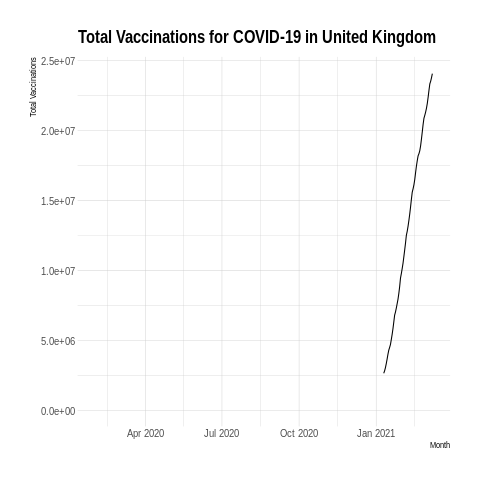 Total Vaccinations for COVID-19 in United Kingdom
Total Vaccinations
2.5e+07
2.0e+07
1.5e+07
1.0e+07
5.0e+06
0.0e+00
Apr 2020 Jul 2020 Oct 2020 Jan 2021
Month